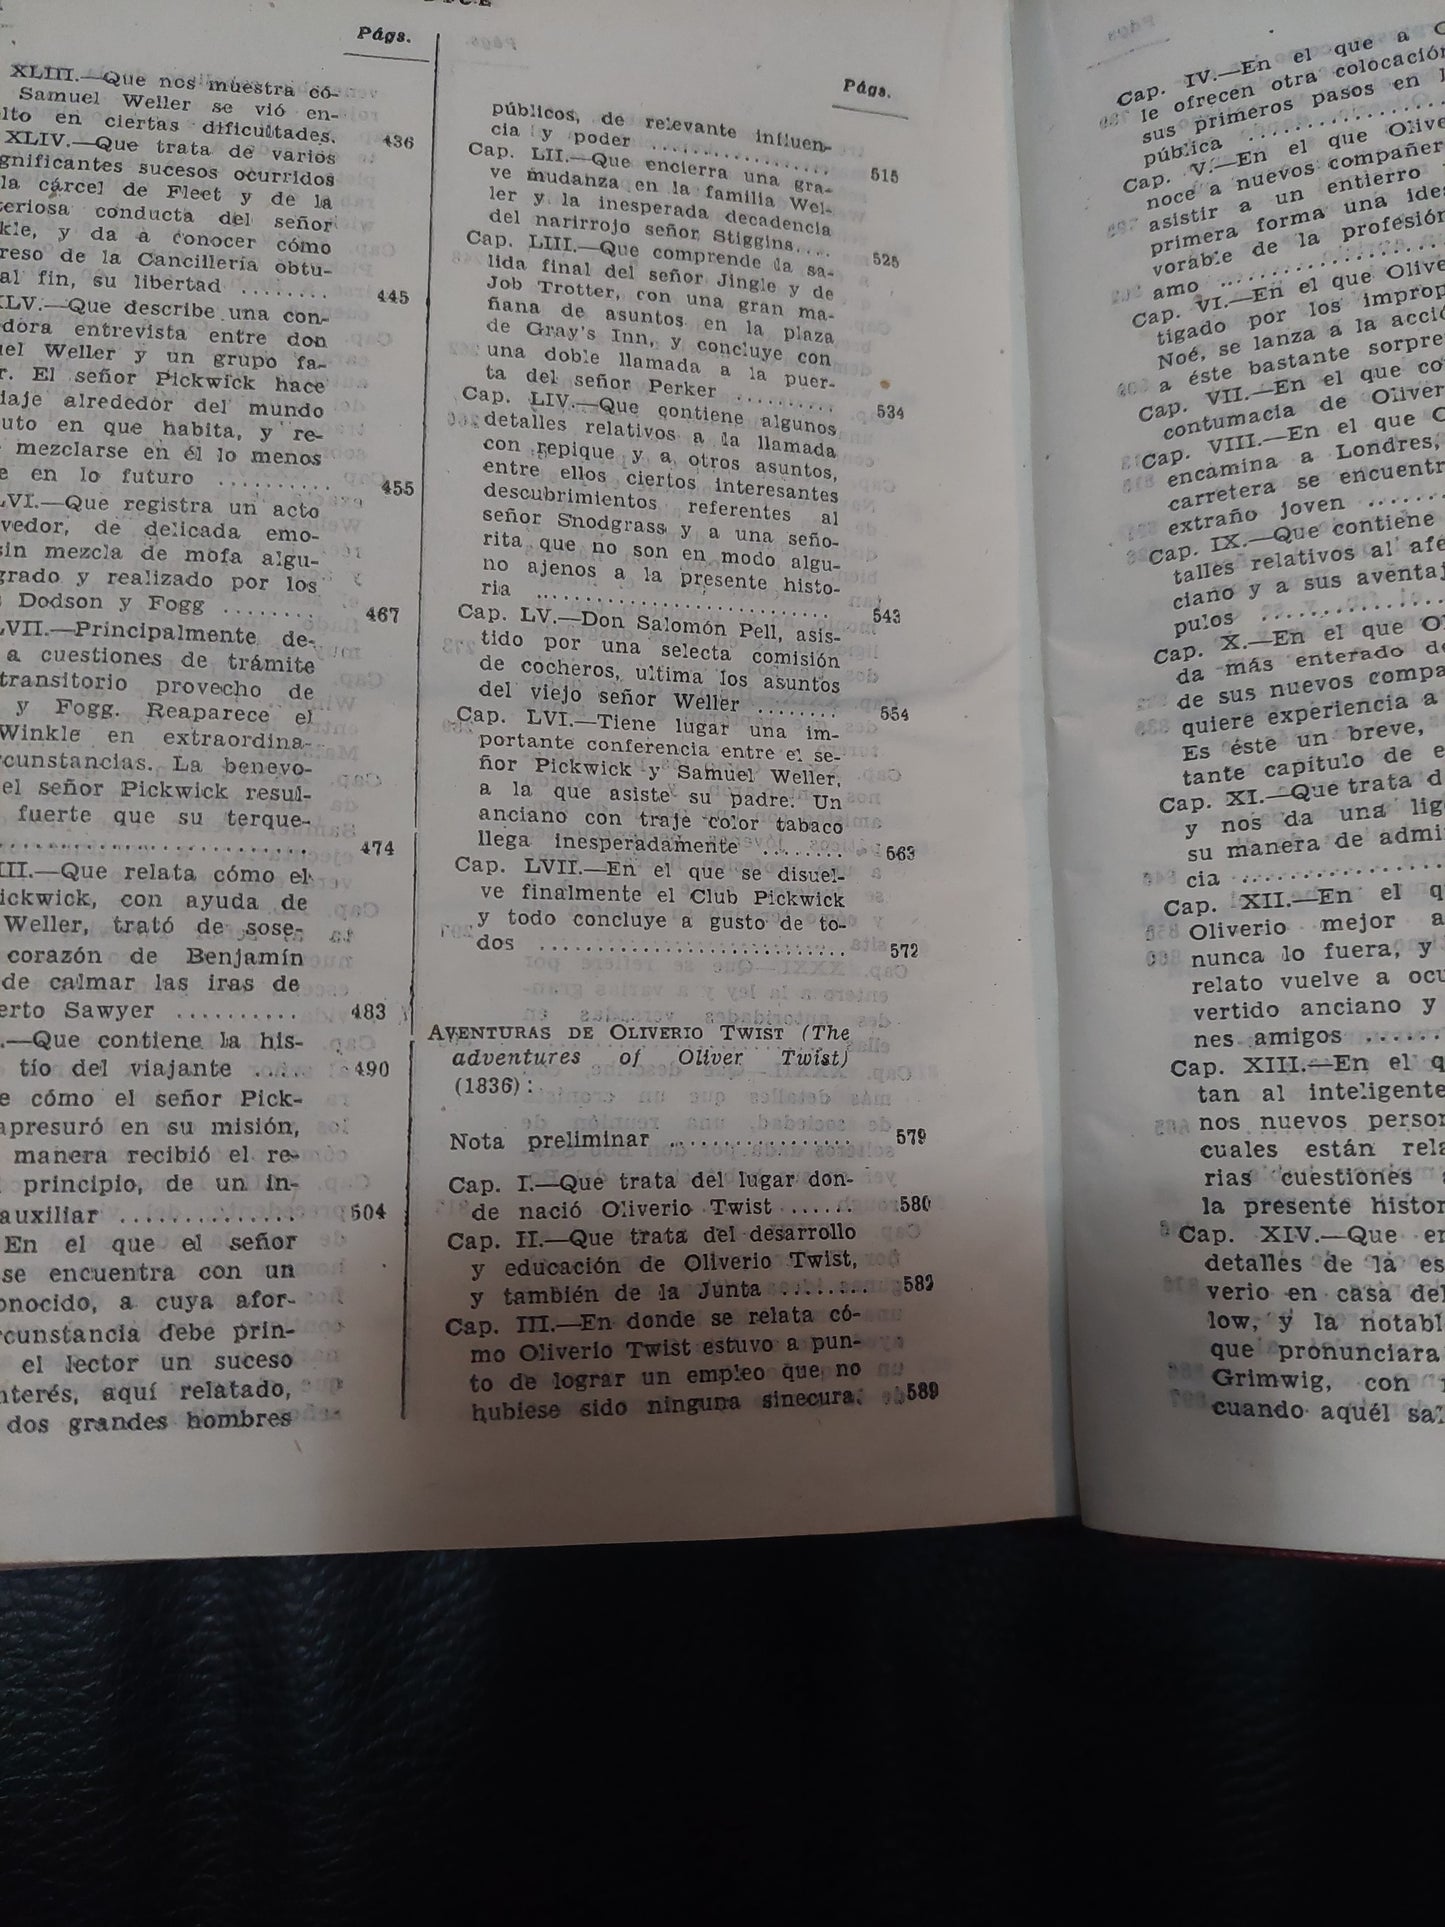 Págs.
XLIII.—Que nos muestra có-
Samuel Weller se vió en-
lto en ciertas dificultades. 436
XLIV.—Que trata de varios
gnificantes sucesos ocurridos
la cárcel de Fleet y de la
teriosa conducta del señor
kle, y da a conocer cómo
reso de la Cancillería obtu-
al fin, su libertad ........ 445
XLV.—Que describe una con-
dora entrevista entre don
uel Weller y un grupo fa-
r. El señor Pickwick hace
iaje alrededor del mundo
uto en que habita, y re-
mezclarse en él lo menos
e en lo futuro .......... 455
LVI.—Que registra un acto
vedor, de delicada emo-
sin mezcla de mofa algu-
grado y realizado por los
s Dodson y Fogg ........ 467
LVII.—Principalmente de-
a cuestiones de trámite
transitorio provecho de
y Fogg. Reaparece el
Winkle en extraordina-
rcunstancias. La benevo-
el señor Pickwick resul-
fuerte que su terque-
........................ 474
III.—Que relata cómo el
ickwick, con ayuda de
Weller, trató de sose-
corazón de Benjamín
de calmar las iras de
erto Sawyer .......... 483
.—Que contiene la his-
tío del viajante ..... 490
e cómo el señor Pick-
apresuró en su misión,
manera recibió el re-
principio, de un in-
auxiliar .............. 504
En el que el señor
se encuentra con un
onocido, a cuya afor-
rcunstancia debe prin-
el lector un suceso
nterés, aquí relatado,
dos grandes hombres
Págs.
públicos, de relevante influen-
cia y poder ................ 515
Cap. LII.—Que encierra una gra-
ve mudanza en la familia Wel-
ler y la inesperada decadencia
del narirrojo señor Stiggins.... 525
Cap. LIII.—Que comprende la sa-
lida final del señor Jingle y de
Job Trotter, con una gran ma-
ñana de asuntos en la plaza
de Gray's Inn, y concluye con
una doble llamada a la puer-
ta del señor Perker .......... 534
Cap. LIV.—Que contiene algunos
detalles relativos a la llamada
con repique y a otros asuntos,
entre ellos ciertos interesantes
descubrimientos referentes al
señor Snodgrass y a una seño-
rita que no son en modo algu-
no ajenos a la presente histo-
ria .......................... 543
Cap. LV.—Don Salomón Pell, asis-
tido por una selecta comisión
de cocheros, ultima los asuntos
del viejo señor Weller ........ 554
Cap. LVI.—Tiene lugar una im-
portante conferencia entre el se-
ñor Pickwick y Samuel Weller,
a la que asiste su padre. Un
anciano con traje color tabaco
llega inesperadamente ........ 563
Cap. LVII.—En el que se disuel-
ve finalmente el Club Pickwick
y todo concluye a gusto de to-
dos .......................... 572
AVENTURAS DE OLIVERIO TWIST (The
adventures of Oliver Twist)
(1836):
Nota preliminar ................ 579
Cap. I.—Que trata del lugar don-
de nació Oliverio Twist ...... 580
Cap. II.—Que trata del desarrollo
y educación de Oliverio Twist,
y también de la Junta ........ 582
Cap. III.—En donde se relata có-
mo Oliverio Twist estuvo a pun-
to de lograr un empleo que no
hubiese sido ninguna sinecura. 589
Cap. IV.—En el que a O
le ofrecen otra colocación
sus primeros pasos en l
pública ..................
Cap. V.—En el que Olive
noce a nuevos compañer
asistir a un entierro
primera forma una ide
vorable de la profesión
amo ..................
Cap. VI.—En el que Olive
tigado por los improp
Noé, se lanza a la acció
a éste bastante sorpre
Cap. VII.—En el que co
contumacia de Oliver
Cap. VIII.—En el que O
encamina a Londres,
carretera se encuentr
extraño joven ........
Cap. IX.—Que contiene
talles relativos al afe
ciano y a sus aventaj
pulos ................
Cap. X.—En el que Ol
da más enterado de
de sus nuevos compa
quiere experiencia a
Es éste un breve,
tante capítulo de e
Cap. XI.—Que trata d
y nos da una lig
su manera de admi
cia ................
Cap. XII.—En el q
Oliverio mejor a
nunca lo fuera, y
relato vuelve a ocu
vertido anciano y
nes amigos ........
Cap. XIII.—En el q
tan al inteligente
nos nuevos person
cuales están rela
rias cuestiones
la presente histor
Cap. XIV.—Que en
detalles de la es
verio en casa del
low, y la notabl
que pronunciara
Grimwig, con
cuando aquél sal